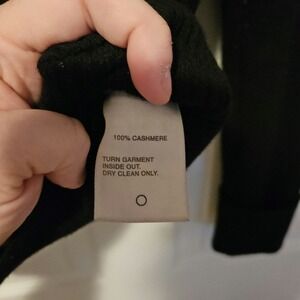 100% CASHMERE
TURN GARMENT
INSIDE OUT.
DRY CLEAN ONLY.